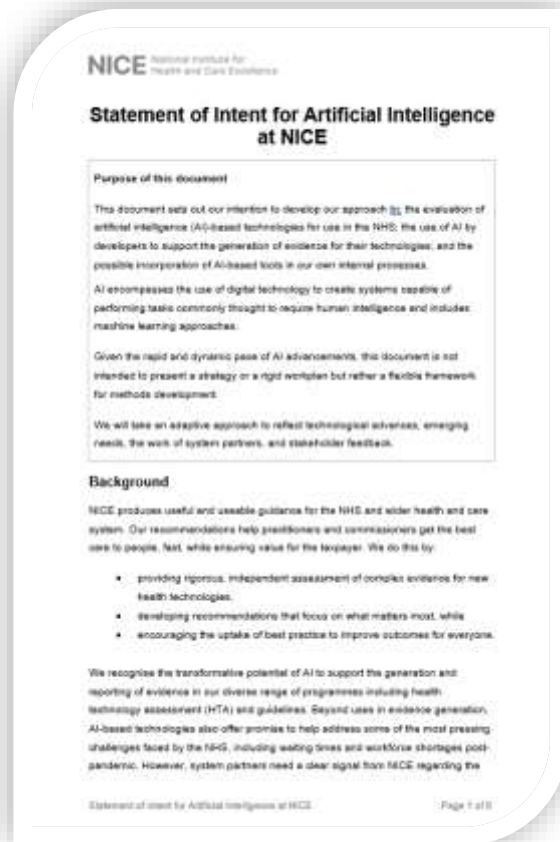 NICE National Institute for
Health and Care Excellence
Statement of Intent for Artificial Intelligence
at NICE
Purpose of this document
This document sets out our intention to develop our approach to: the evaluation of
artificial intelligence (AI)-based technologies for use in the NHS; the use of AI by
developers to support the generation of evidence for their technologies; and the
possible incorporation of AI-based tools in our own internal processes.
AI encompasses the use of digital technology to create systems capable of
performing tasks commonly thought to require human intelligence and includes
machine learning approaches.
Given the rapid and dynamic pace of AI advancements, this document is not
intended to present a strategy or a rigid workplan but rather a flexible framework
for methods development.
We will take an adaptive approach to reflect technological advances, emerging
needs, the work of system partners, and stakeholder feedback.
Background
NICE produces useful and useable guidance for the NHS and wider health and care
system. Our recommendations help practitioners and commissioners get the best
care to people, fast, while ensuring value for the taxpayer. We do this by:
• providing rigorous, independent assessment of complex evidence for new
health technologies,
• developing recommendations that focus on what matters most, while
• encouraging the uptake of best practice to improve outcomes for everyone.
We recognise the transformative potential of AI to support the generation and
reporting of evidence in our diverse range of programmes including health
technology assessment (HTA) and guidelines. Beyond uses in evidence generation,
AI-based technologies also offer promise to help address some of the most pressing
challenges faced by the NHS, including waiting times and workforce shortages post-
pandemic. However, system partners need a clear signal from NICE regarding the
Statement of Intent for Artificial Intelligence at NICE Page 1 of